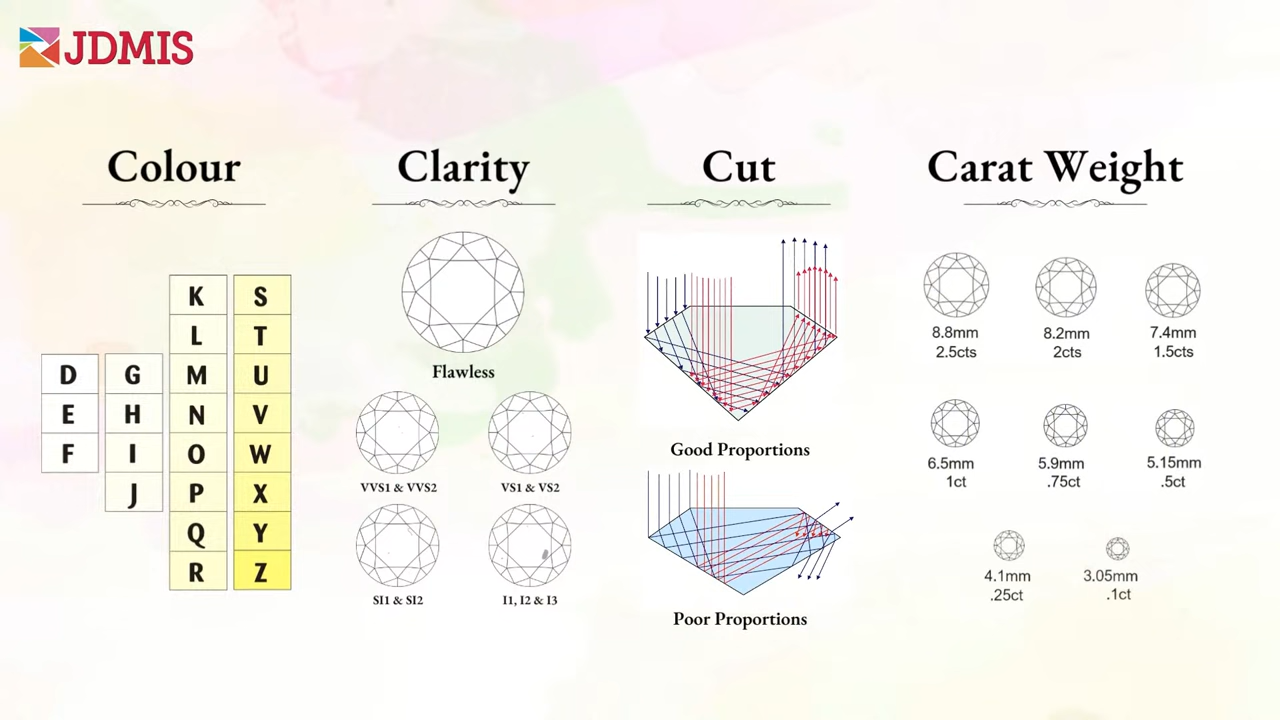 JDMIS
Colour
Clarity
Cut
Carat Weight
D
E
F
G
H
I
J
K
L
M
N
O
P
Q
R
S
T
U
V
W
X
Y
Z
Flawless
VVS1 & VVS2
VS1 & VS2
SI1 & SI2
I1, I2 & I3
Good Proportions
Poor Proportions
8.8mm
2.5cts
8.2mm
2cts
7.4mm
1.5cts
6.5mm
1ct
5.9mm
.75ct
5.15mm
.5ct
4.1mm
.25ct
3.05mm
.1ct